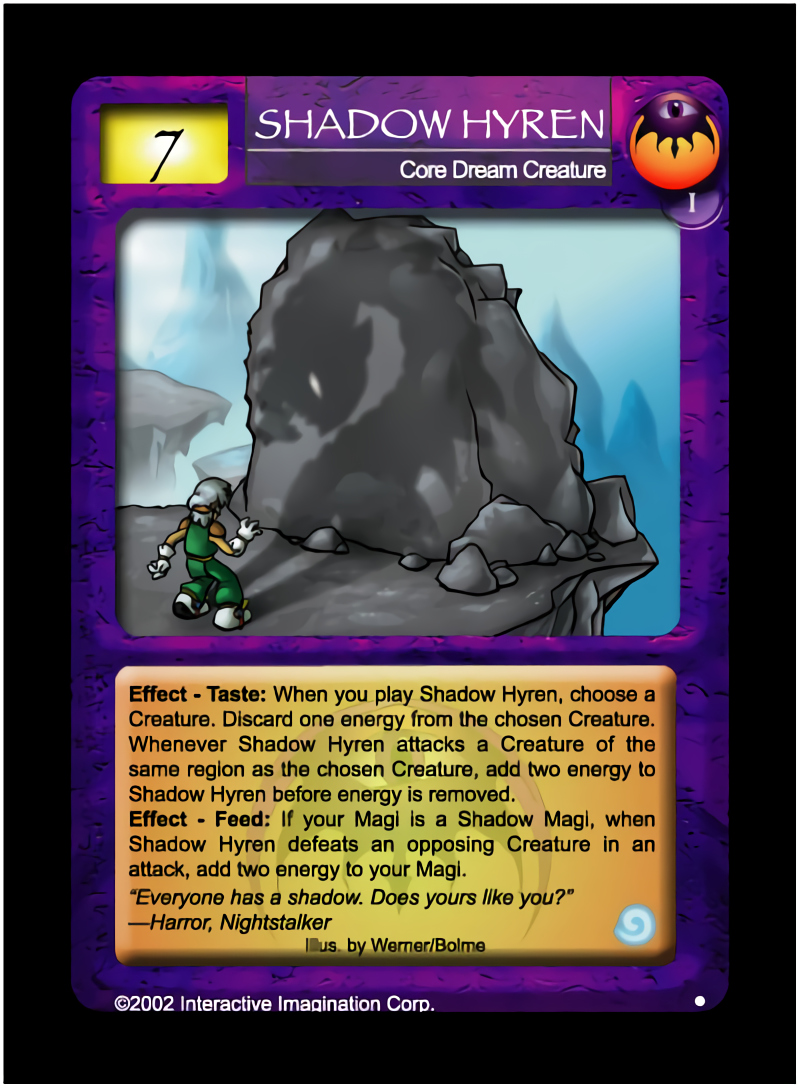 7
SHADOW HYREN
Core Dream Creature
I
Effect - Taste: When you play Shadow Hyren, choose a
Creature. Discard one energy from the chosen Creature.
Whenever Shadow Hyren attacks a Creature of the
same region as the chosen Creature, add two energy to
Shadow Hyren before energy is removed.
Effect - Feed: If your Magi is a Shadow Magi, when
Shadow Hyren defeats an opposing Creature in an
attack, add two energy to your Magi.
"Everyone has a shadow. Does yours like you?"
—Harror, Nightstalker
Illus. by Werner/Bolme
©2002 Interactive Imagination Corp.